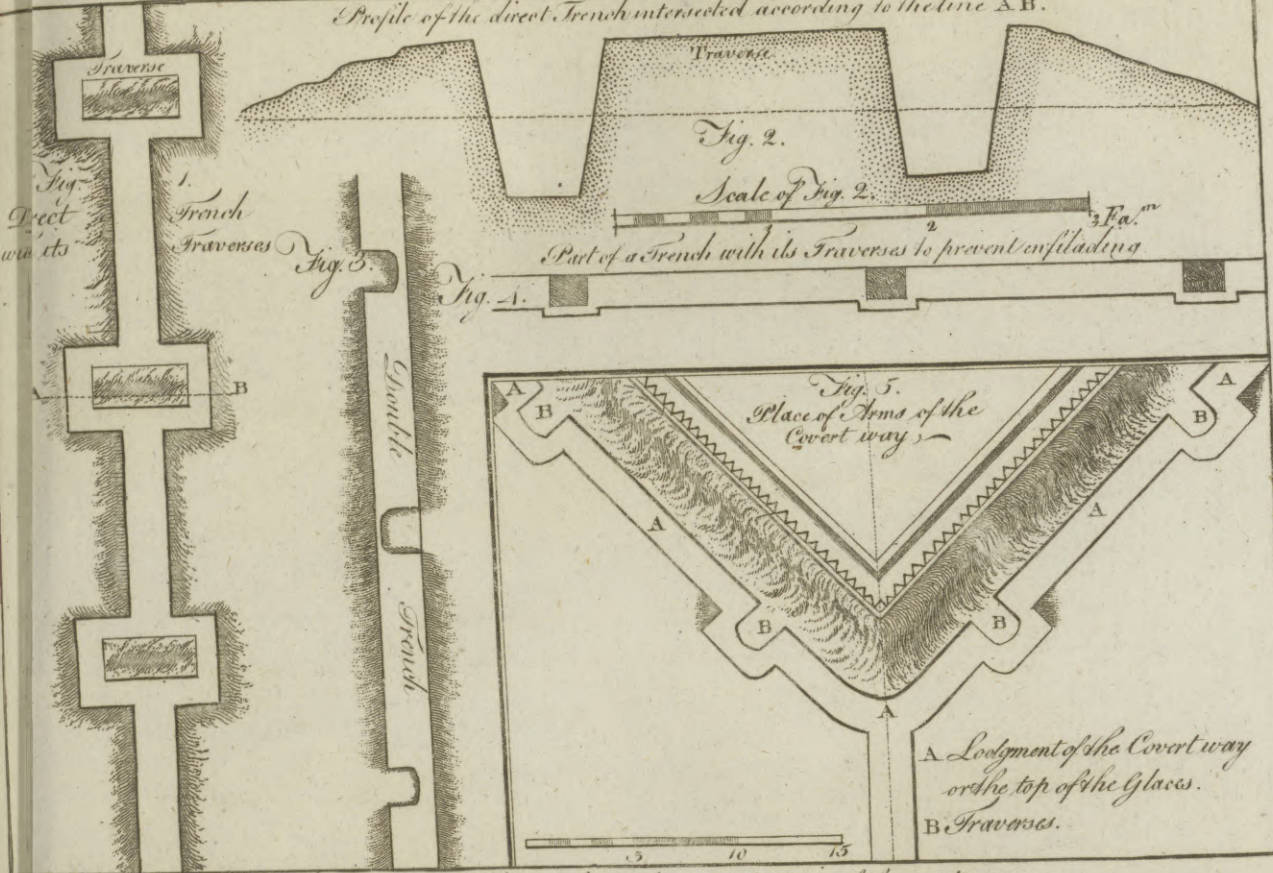 Profile of the direct Trench intersected according to the line AB.
Traverse
Traverse
Fig. 2.
Scale of Fig. 2.
1
2
3 Fa.m
Fig. 1.
Direct Trench
with its Traverses
A
B
Fig. 3.
Double
Trench
Part of a Trench with its Traverses to prevent enfilading
Fig. 4.
Fig. 5.
Place of Arms of the
Covert way
A
B
A
B
A
A
B
B
A
A Lodgment of the Covert way
or the top of the Glaces.
B Traverses.
5
10
15